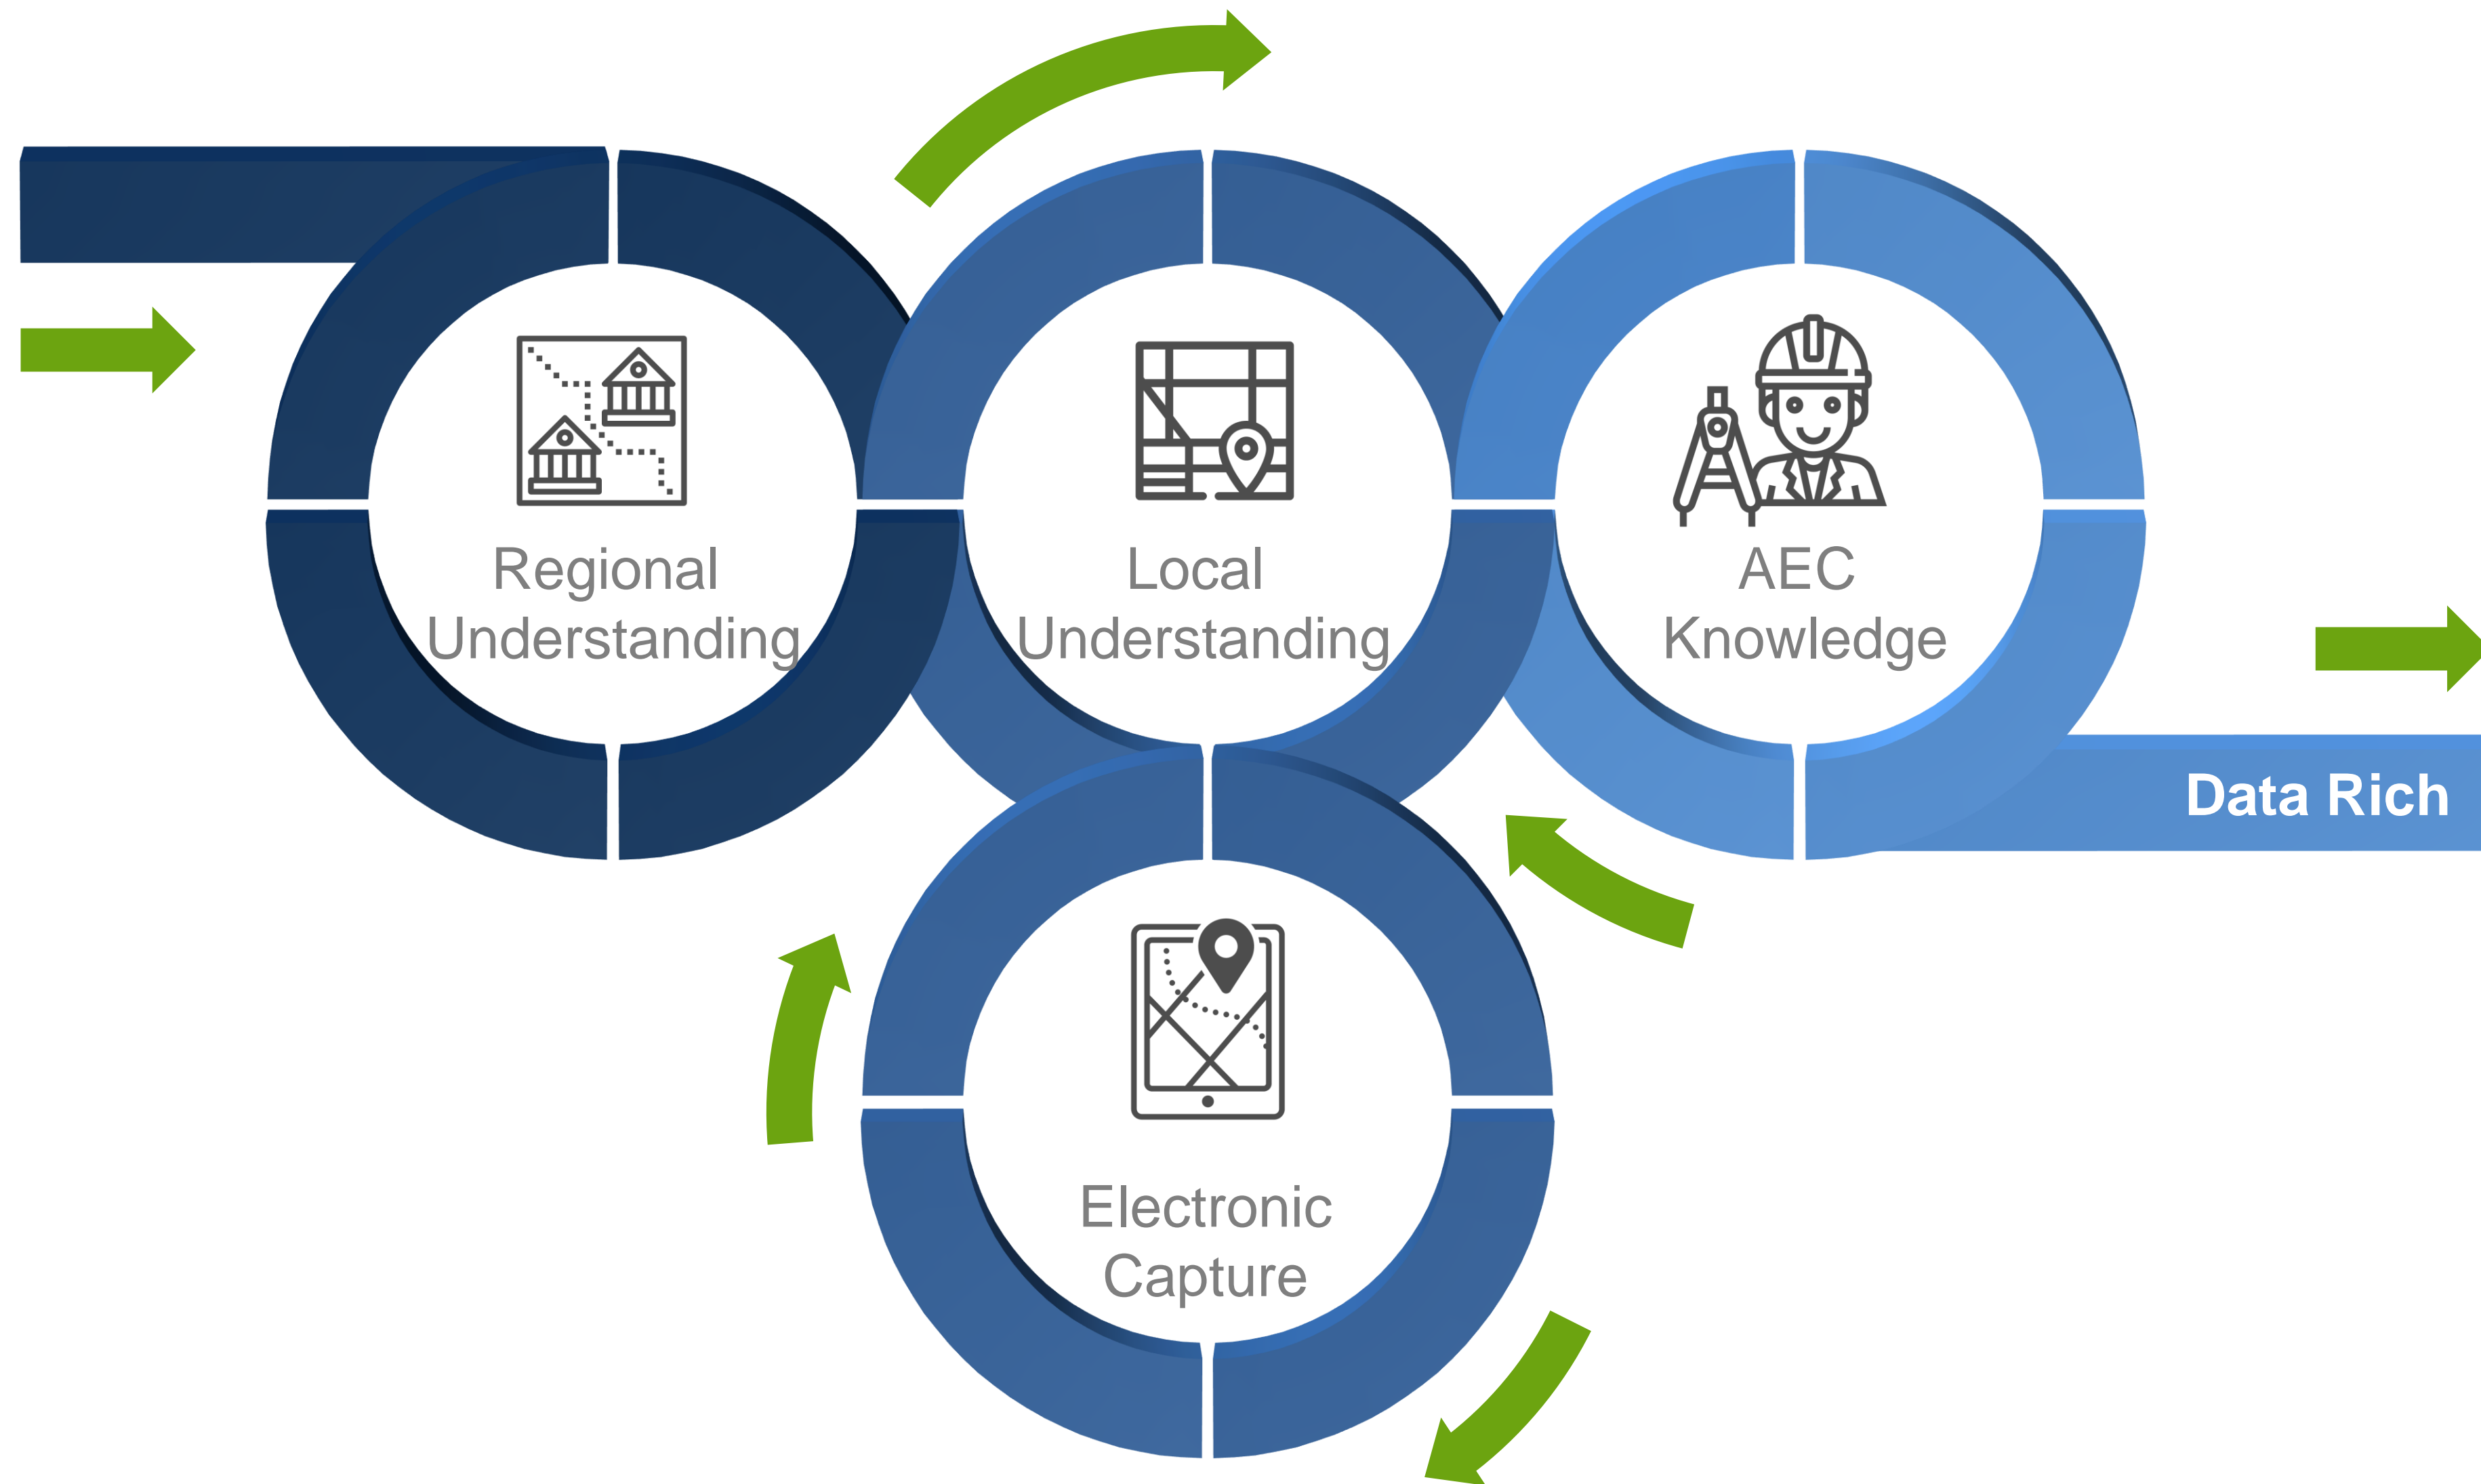 Regional
Understanding
Local
Understanding
AEC
Knowledge
Data Rich
Electronic
Capture